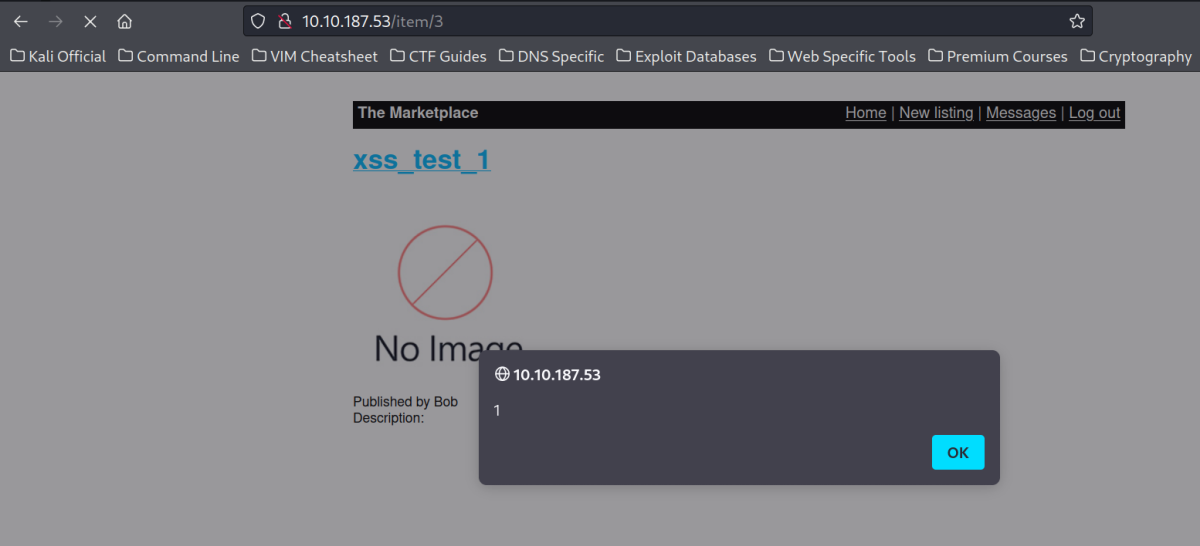 10.10.187.53/item/3
Kali Official Command Line VIM Cheatsheet CTF Guides DNS Specific Exploit Databases Web Specific Tools Premium Courses Cryptography
The Marketplace Home | New listing | Messages | Log out
xss_test_1
No Image
10.10.187.53
1
Published by Bob
Description:
OK